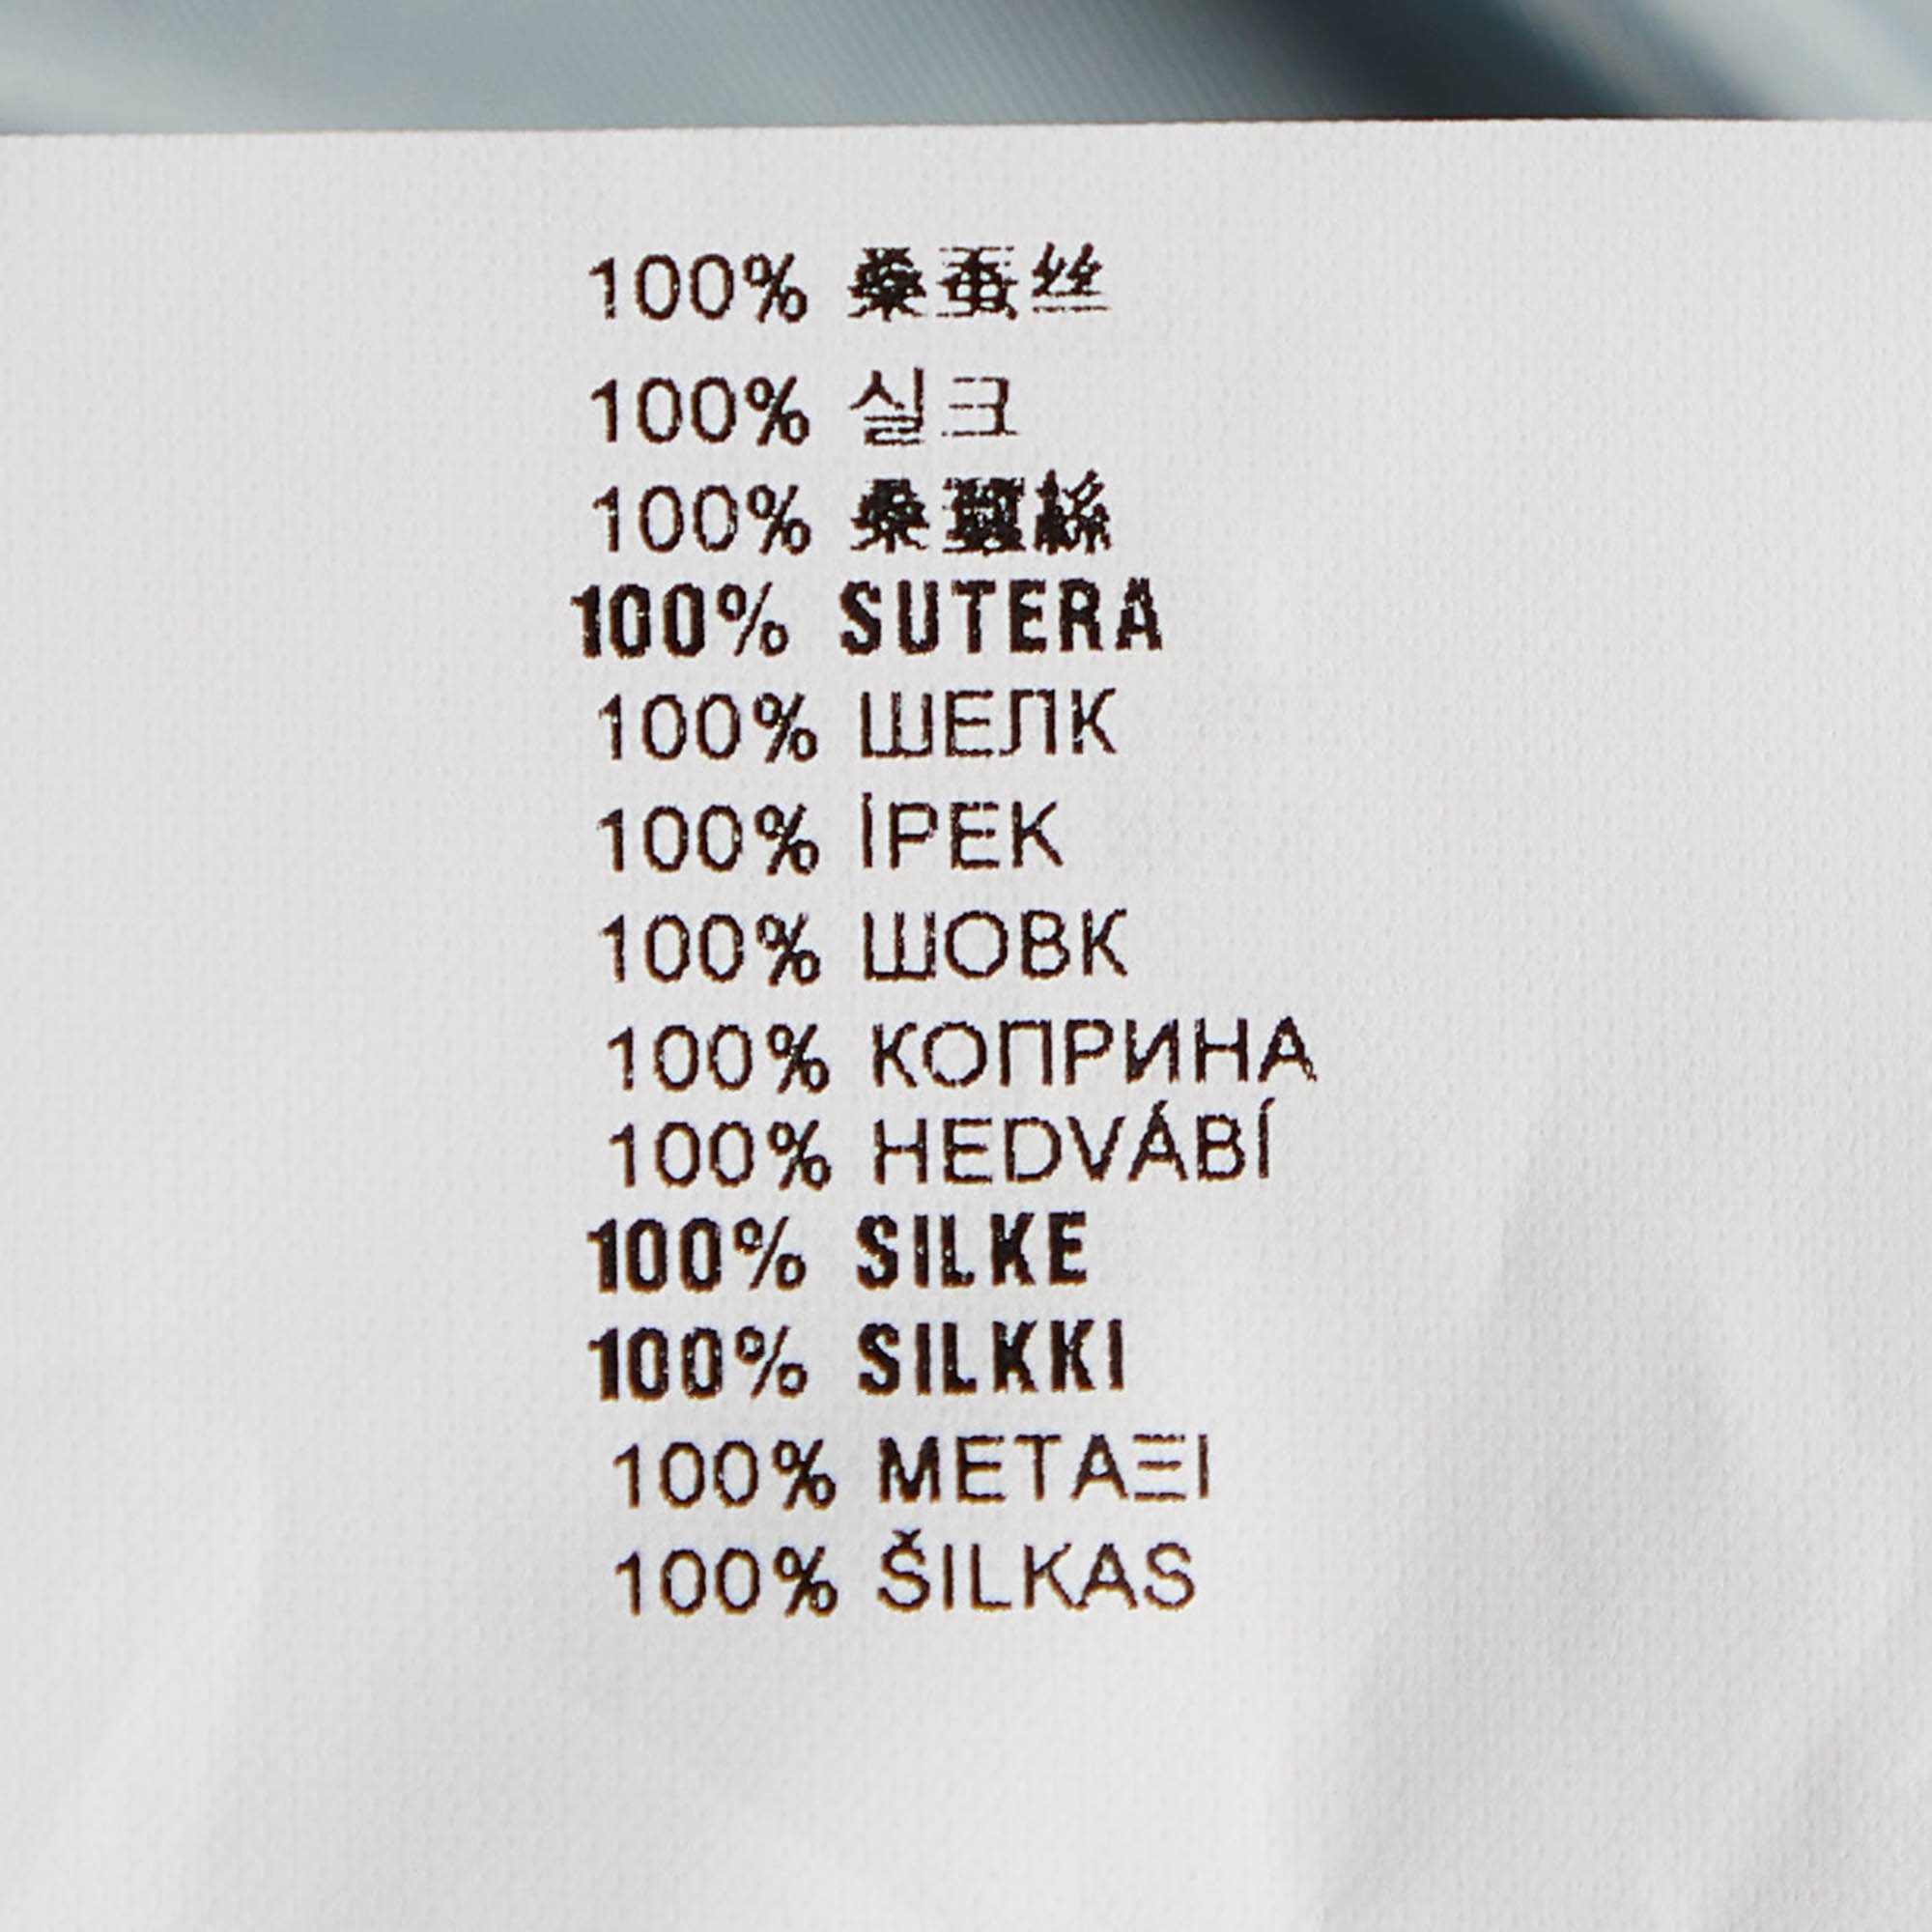 100% 桑蚕丝
100% 실크
100% 桑蠶絲
100% SUTERA
100% ШЕЛК
100% İPEK
100% ШОВК
100% КОПРИНА
100% HEDVÁBÍ
100% SILKE
100% SILKKI
100% ΜΕΤΑΞΙ
100% ŠILKAS